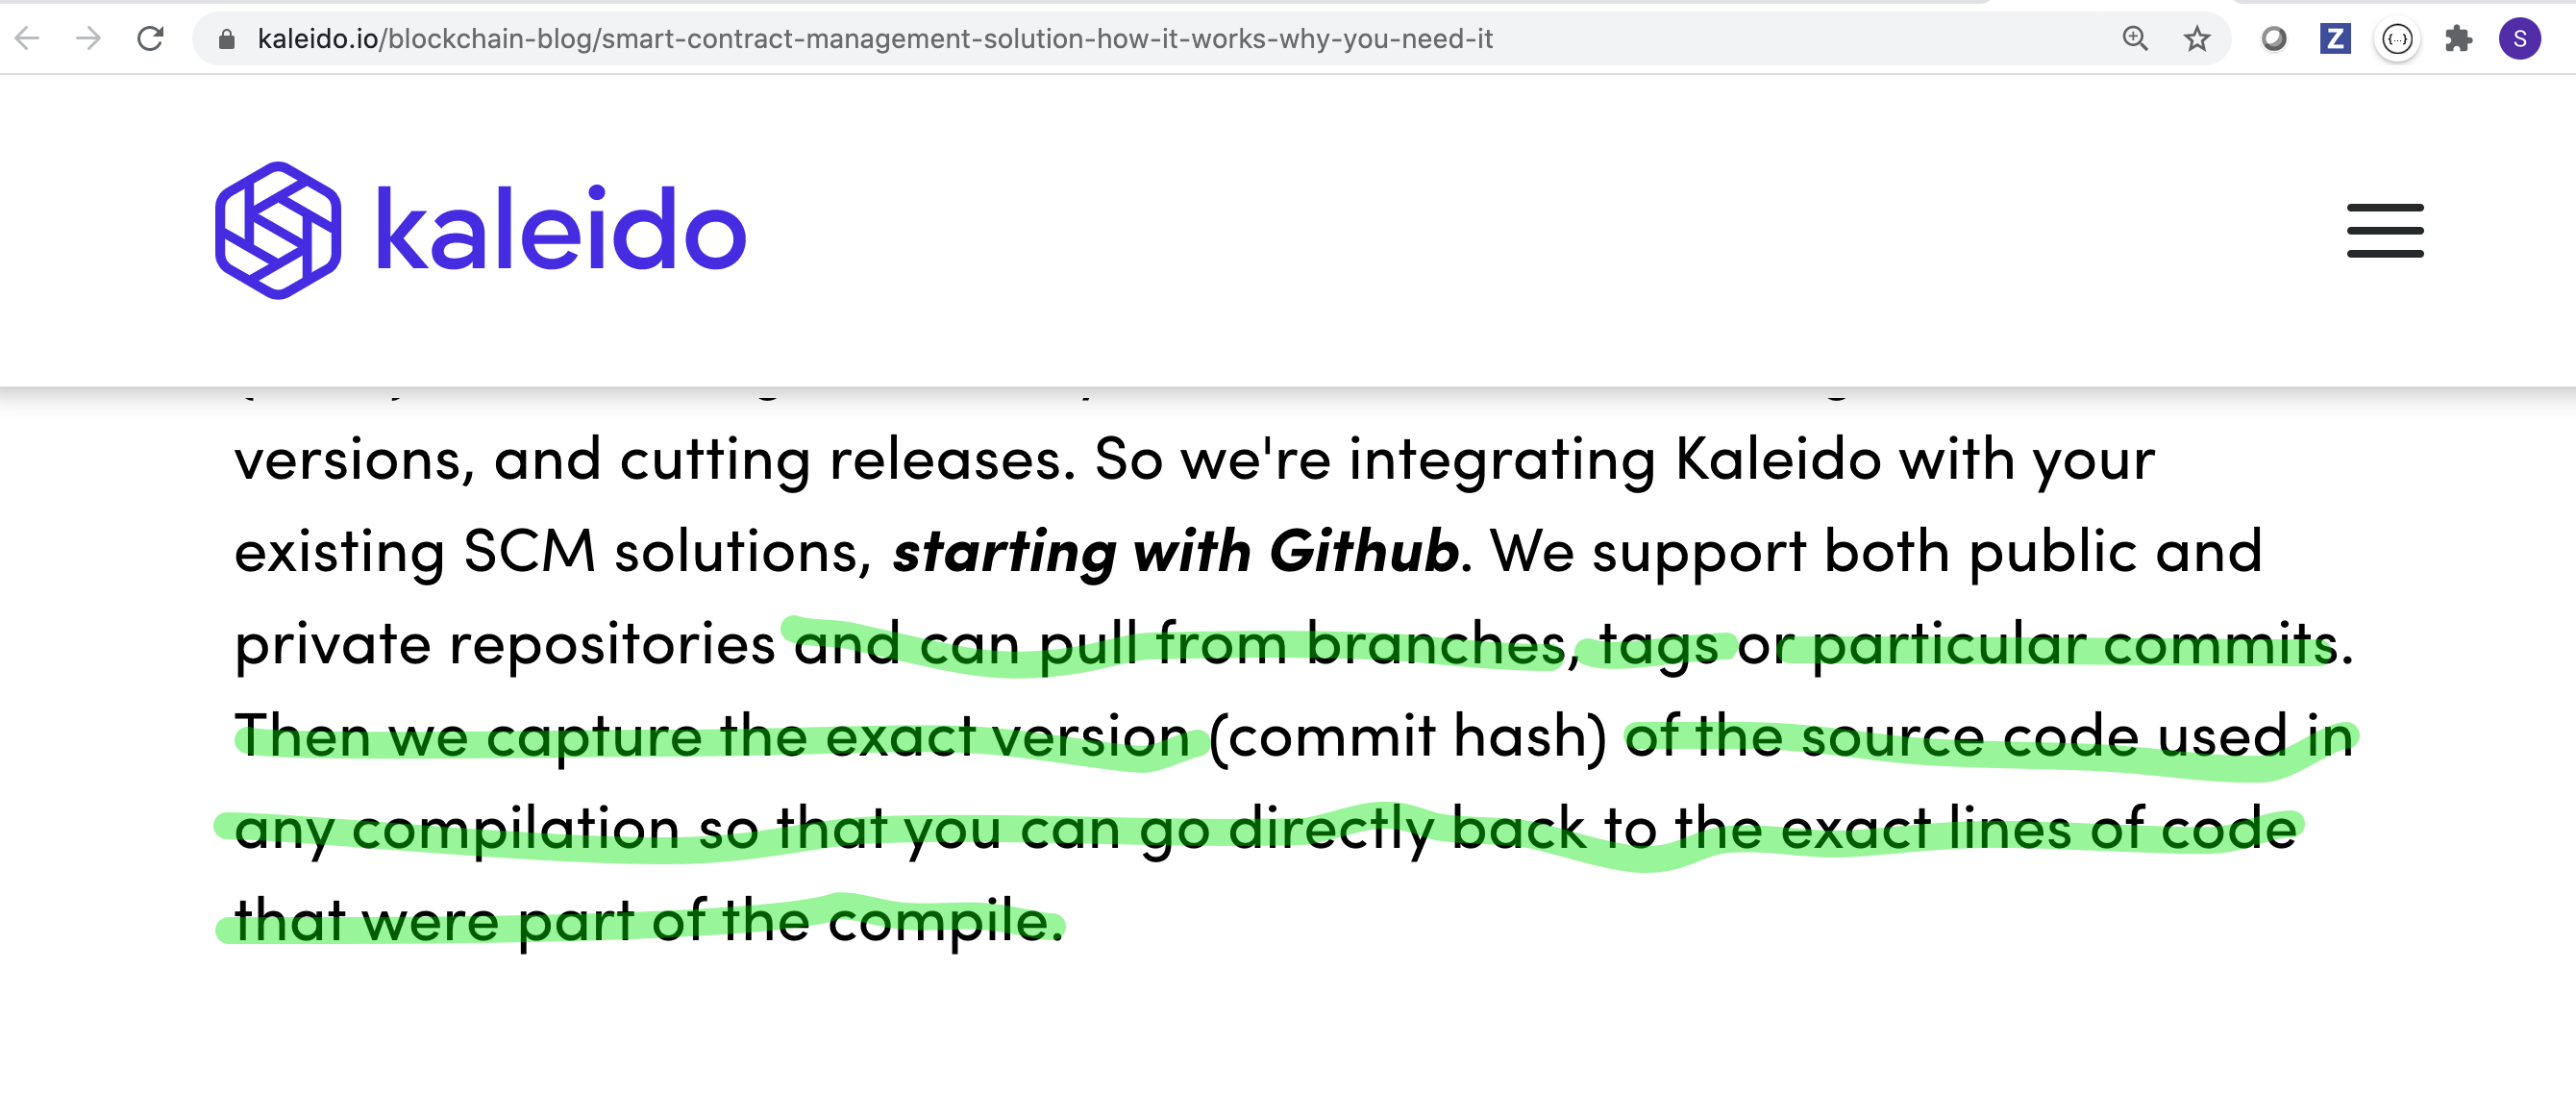 kaleido.io/blockchain-blog/smart-contract-management-solution-how-it-works-why-you-need-it
Z
{...}
S
kaleido
versions, and cutting releases. So we're integrating Kaleido with your
existing SCM solutions, starting with Github. We support both public and
private repositories and can pull from branches, tags or particular commits.
Then we capture the exact version (commit hash) of the source code used in
any compilation so that you can go directly back to the exact lines of code
that were part of the compile.